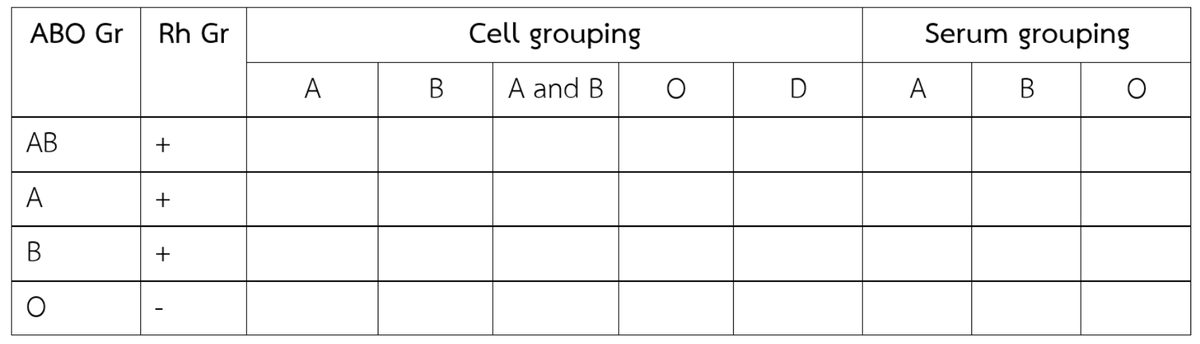 ABO Gr Rh Gr Cell grouping Serum grouping
A B A and B O D A B O
AB +
A +
B +
O -